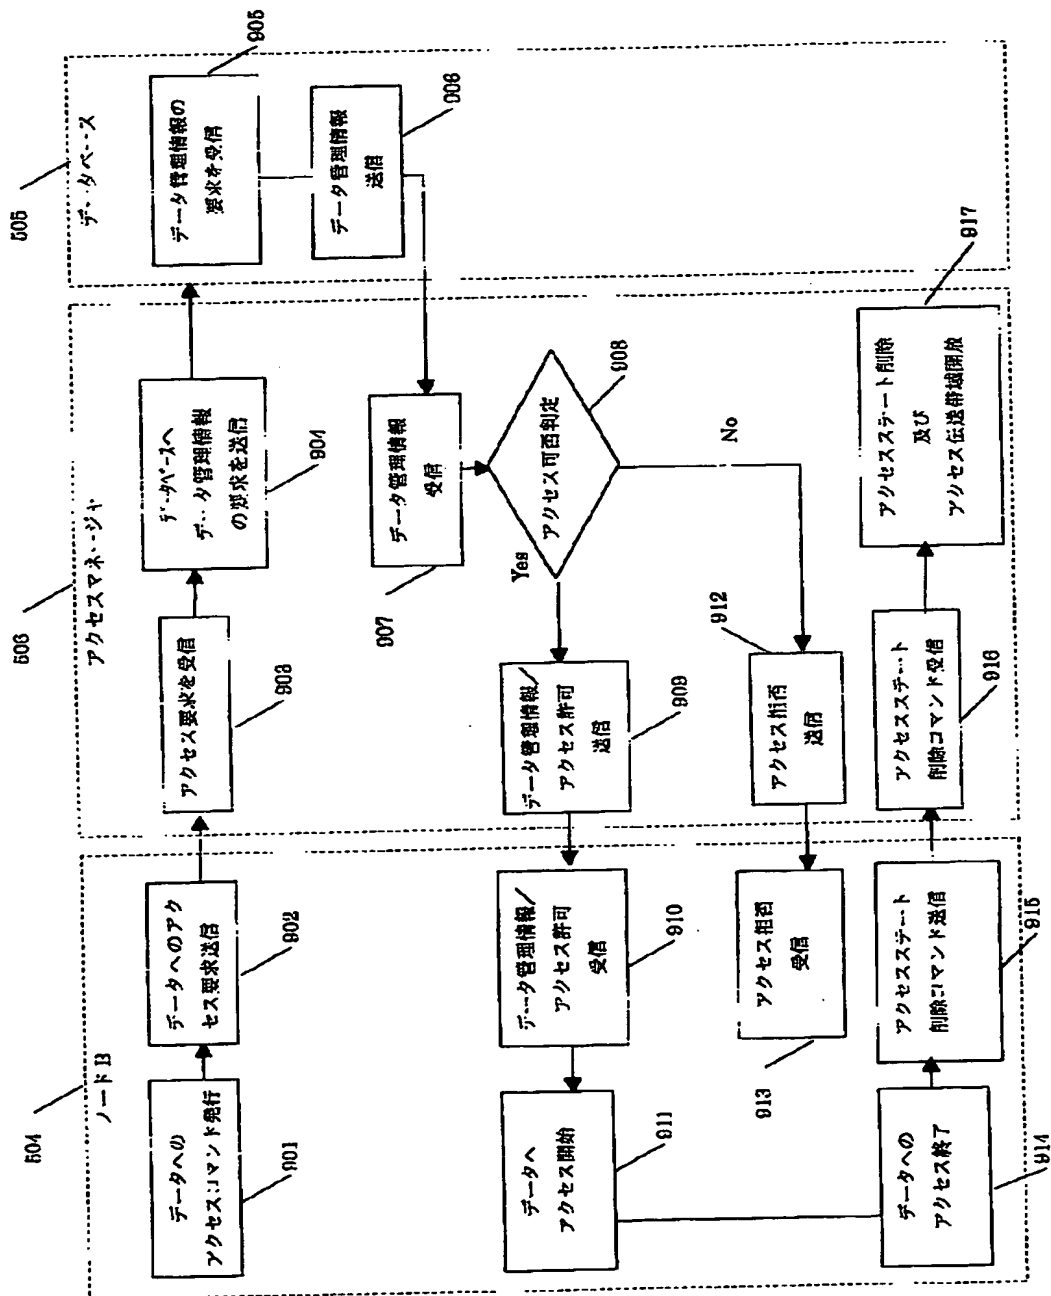 504
ノードB
データへの
アクセスコマンド発行
901
データへのアク
セス要求送信
902
データへ
アクセス開始
911
データ管理情報/
アクセス許可
受信
910
アクセス拒否
受信
913
データへの
アクセス終了
914
アクセスステート
削除コマンド送信
915
506
アクセスマネージャ
アクセス要求を受信
903
データベースへ
データ管理情報
の要求を送信
904
データ管理情報
受信
907
アクセス可否判定
908
Yes
No
データ管理情報/
アクセス許可
送信
909
アクセス拒否
送信
912
アクセスステート
削除コマンド受信
916
アクセスステート削除
及び
アクセス伝送帯域開放
917
505
データベース
データ管理情報の
要求を受信
905
データ管理情報
送信
906